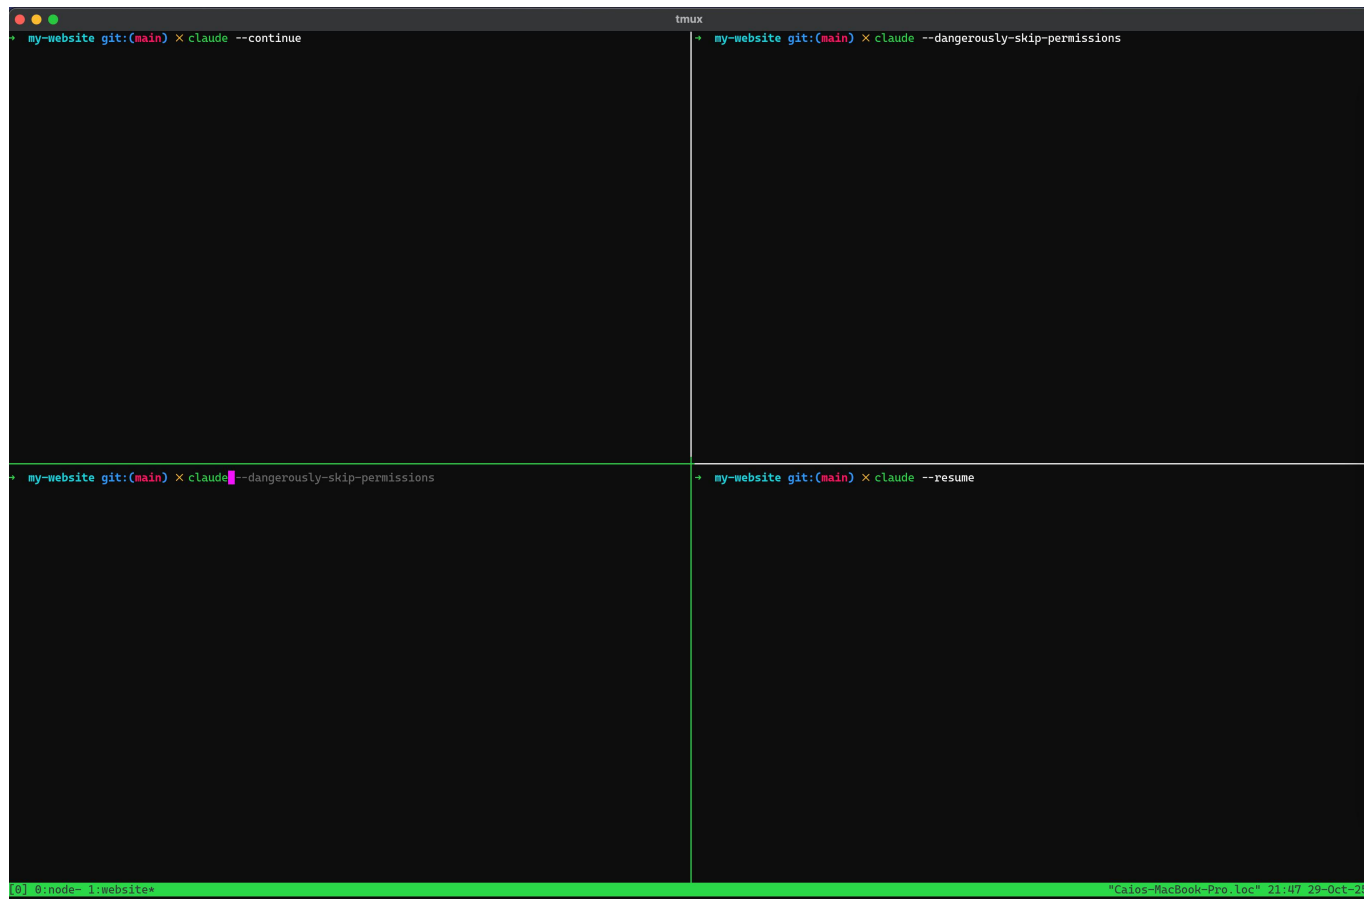 tmux
→ my-website git:(main) ✗ claude --continue
→ my-website git:(main) ✗ claude --dangerously-skip-permissions
→ my-website git:(main) ✗ claude --dangerously-skip-permissions
→ my-website git:(main) ✗ claude --resume
[0] 0:node- 1:website* "Caios-MacBook-Pro.loc" 21:47 29-Oct-25